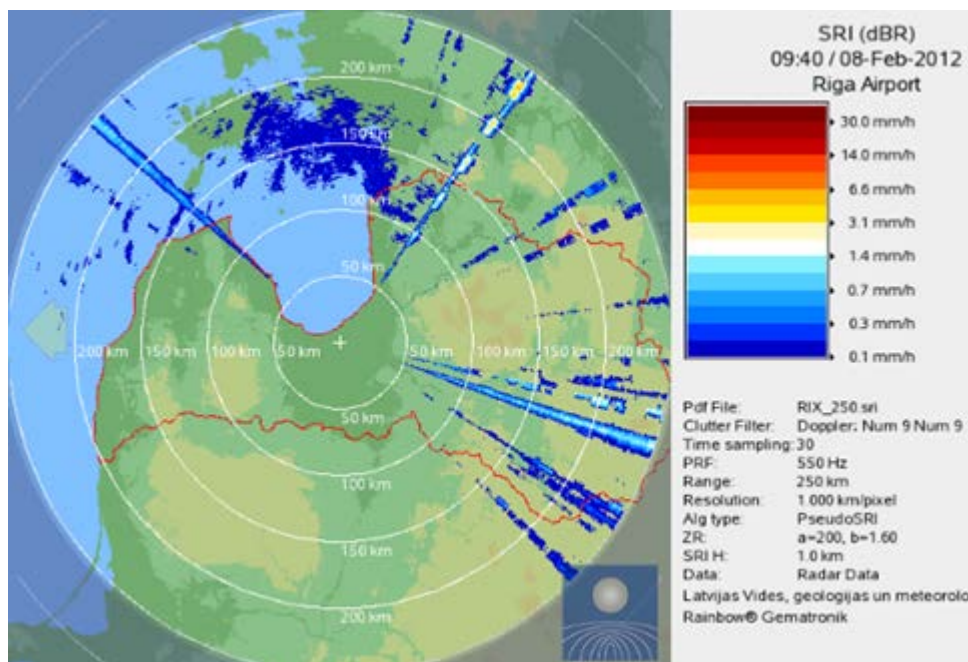 SRI (dBR)
09:40 / 08-Feb-2012
Riga Airport
30.0 mm/h
14.0 mm/h
6.6 mm/h
3.1 mm/h
1.4 mm/h
0.7 mm/h
0.3 mm/h
0.1 mm/h
Pdf File: RIX_250.sri
Clutter Filter: Doppler: Num 9 Num 9
Time sampling: 30
PRF: 550 Hz
Range: 250 km
Resolution: 1.000 km/pixel
Alg type: PseudoSRI
ZR: a=200, b=1.60
SRI H: 1.0 km
Data: Radar Data
Latvijas Vides, geologijas un meteorolo
Rainbow® Gematronik
200 km
150 km
100 km
50 km
200 km 150 km 100 km 50 km 50 km 100 km 150 km 200 km
50 km
100 km
150 km
200 km